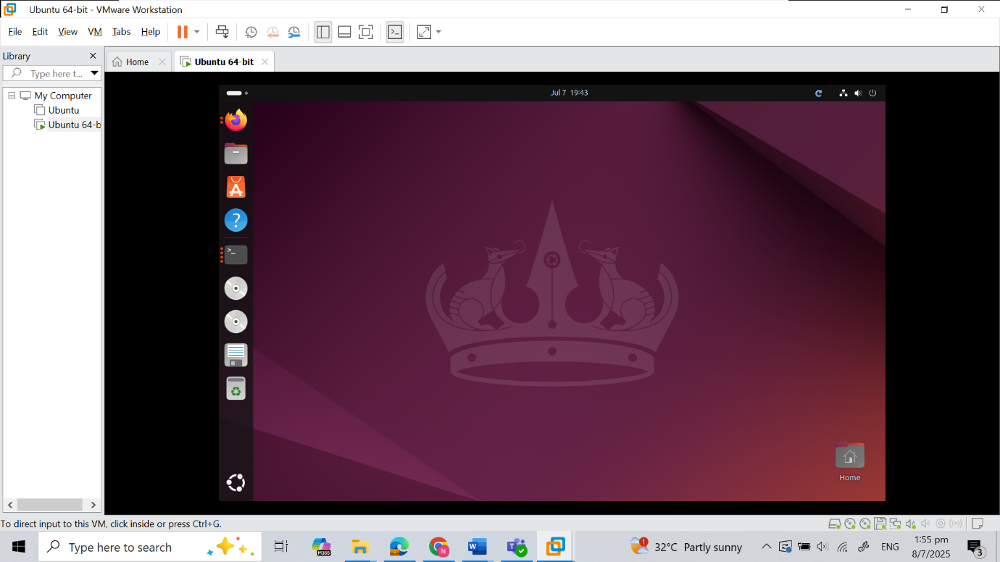 Ubuntu 64-bit - VMware Workstation
File Edit View VM Tabs Help
Library
Type here t...
Home
Ubuntu 64-bit
My Computer
Ubuntu
Ubuntu 64-b
Jul 7 19:43
Home
To direct input to this VM, click inside or press Ctrl+G.
Type here to search
M365
N
1
32°C Partly sunny
ENG
1:55 pm
8/7/2025
3